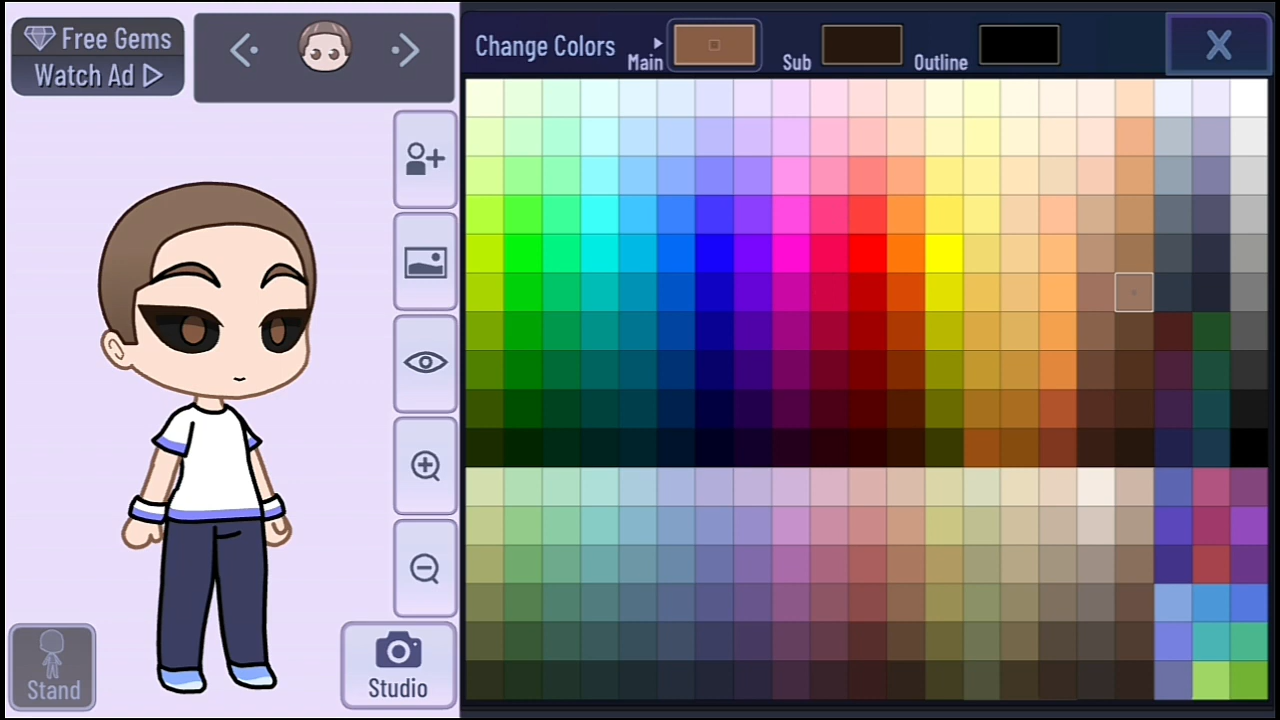 Free Gems
Watch Ad
Change Colors
Main
Sub
Outline
X
Stand
Studio